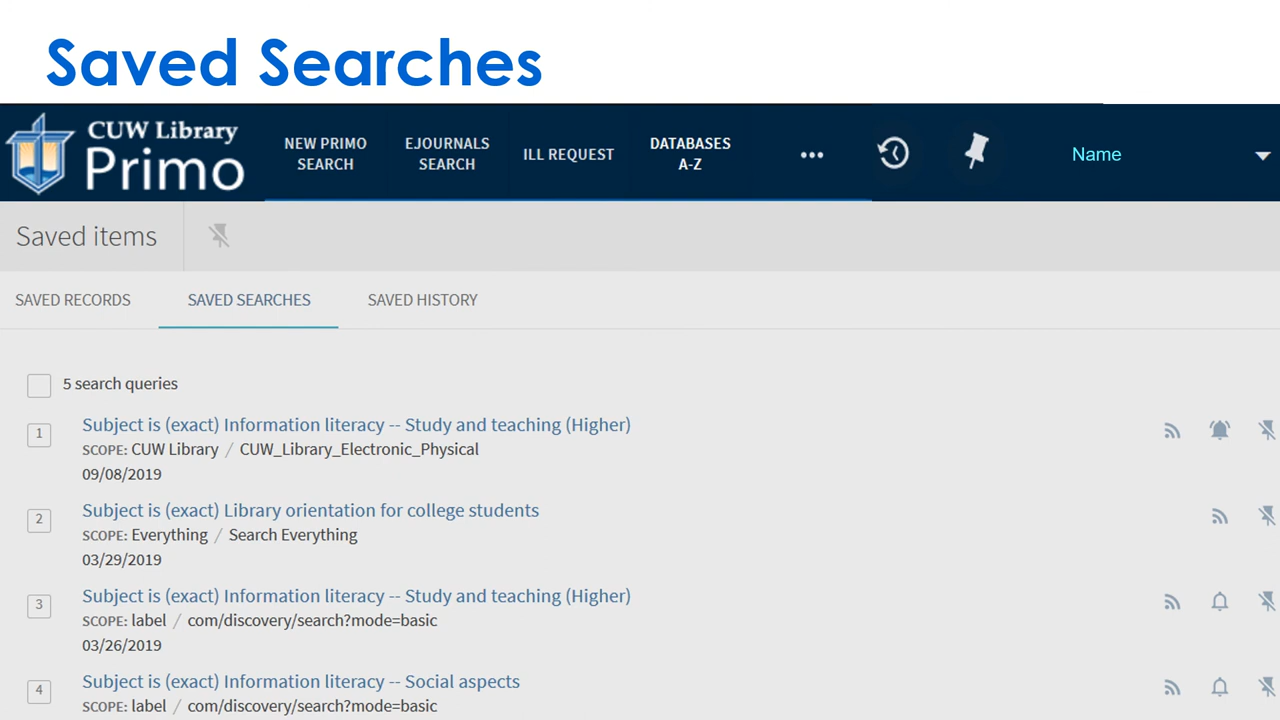 Saved Searches
CUW Library
Primo
NEW PRIMO
SEARCH
EJOURNALS
SEARCH
ILL REQUEST
DATABASES
A-Z
Name
Saved items
SAVED RECORDS
SAVED SEARCHES
SAVED HISTORY
5 search queries
1
Subject is (exact) Information literacy -- Study and teaching (Higher)
SCOPE: CUW Library / CUW_Library_Electronic_Physical
09/08/2019
2
Subject is (exact) Library orientation for college students
SCOPE: Everything / Search Everything
03/29/2019
3
Subject is (exact) Information literacy -- Study and teaching (Higher)
SCOPE: label / com/discovery/search?mode=basic
03/26/2019
4
Subject is (exact) Information literacy -- Social aspects
SCOPE: label / com/discovery/search?mode=basic